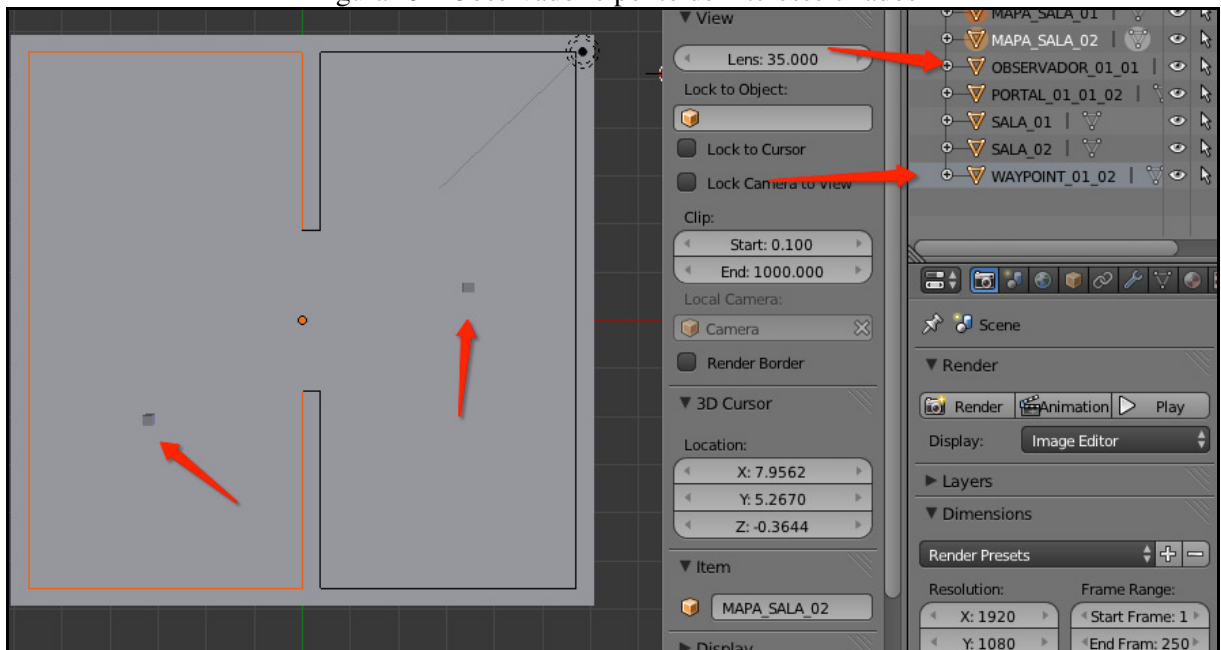 View
Lens: 35.000
Lock to Object:
Lock to Cursor
Lock Camera to View
Clip:
Start: 0.100
End: 1000.000
Local Camera:
Camera
Render Border
3D Cursor
Location:
X: 7.9562
Y: 5.2670
Z: -0.3644
Item
MAPA_SALA_02
Display
MAPA_SALA_01
MAPA_SALA_02
OBSERVADOR_01_01
PORTAL_01_01_02
SALA_01
SALA_02
WAYPOINT_01_02
Scene
Render
Render Animation Play
Display: Image Editor
Layers
Dimensions
Render Presets
Resolution: Frame Range:
X: 1920 Start Frame: 1
Y: 1080 End Fram: 250